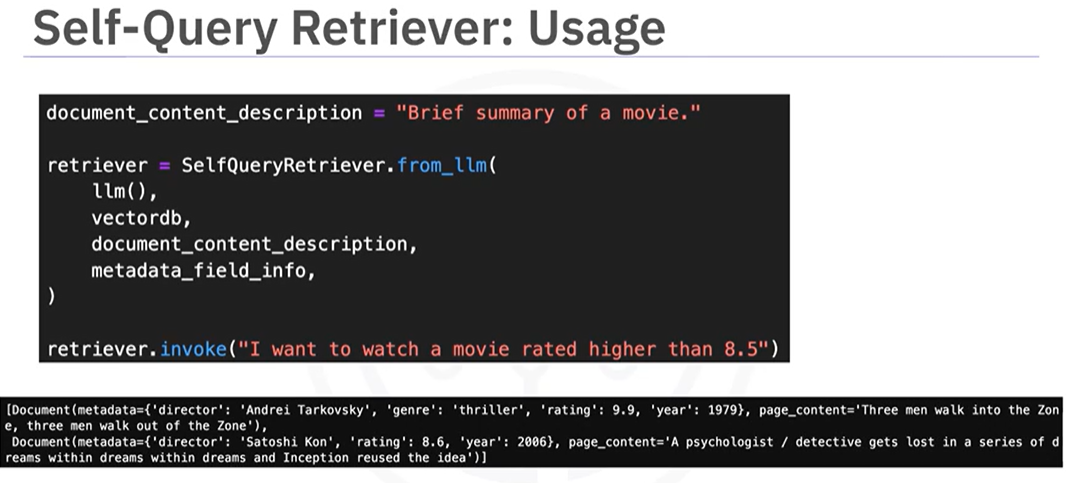 Self-Query Retriever: Usage
document_content_description = "Brief summary of a movie."
retriever = SelfQueryRetriever.from_llm(
    llm(),
    vectordb,
    document_content_description,
    metadata_field_info,
)
retriever.invoke("I want to watch a movie rated higher than 8.5")
[Document(metadata={'director': 'Andrei Tarkovsky', 'genre': 'thriller', 'rating': 9.9, 'year': 1979}, page_content='Three men walk into the Zon
e, three men walk out of the Zone'),
 Document(metadata={'director': 'Satoshi Kon', 'rating': 8.6, 'year': 2006}, page_content='A psychologist / detective gets lost in a series of d
reams within dreams within dreams and Inception reused the idea')]